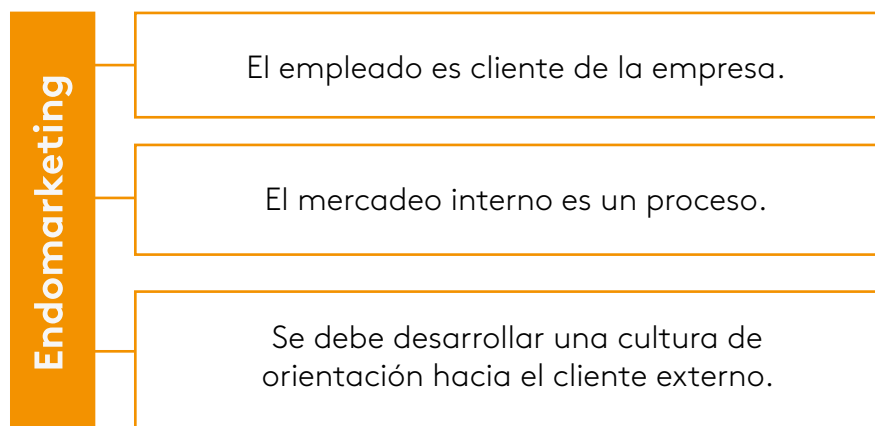 Endomarketing
El empleado es cliente de la empresa.
El mercadeo interno es un proceso.
Se debe desarrollar una cultura de
orientación hacia el cliente externo.